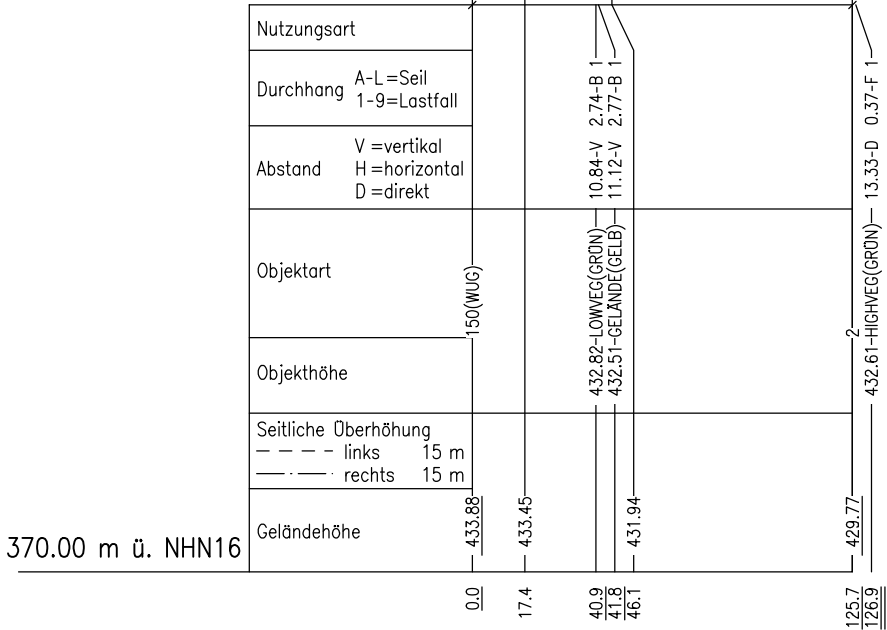 Nutzungsart
Durchhang
A-L=Seil
1-9=Lastfall
Abstand
V =vertikal
H =horizontal
D =direkt
Objektart
Objekthöhe
Seitliche Überhöhung
links 15 m
rechts 15 m
Geländehöhe
370.00 m ü. NHN16
150(WUG)
433.88
0.0
433.45
17.4
432.82-LOWVEG(GRÜN) 10.84-V 2.74-B 1
40.9
432.51-GELÄNDE(GELB) 11.12-V 2.77-B 1
41.8
431.94
46.1
2
429.77
125.7
432.61-HIGHVEG(GRÜN) 13.33-D 0.37-F 1
126.9